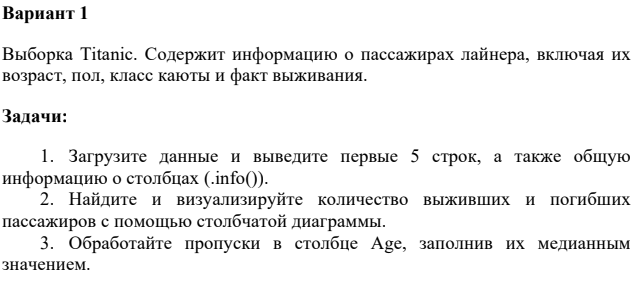 Вариант 1
Выборка Titanic. Содержит информацию о пассажирах лайнера, включая их
возраст, пол, класс каюты и факт выживания.
Задачи:
1. Загрузите данные и выведите первые 5 строк, а также общую
информацию о столбцах (.info()).
2. Найдите и визуализируйте количество выживших и погибших
пассажиров с помощью столбчатой диаграммы.
3. Обработайте пропуски в столбце Age, заполнив их медианным
значением.